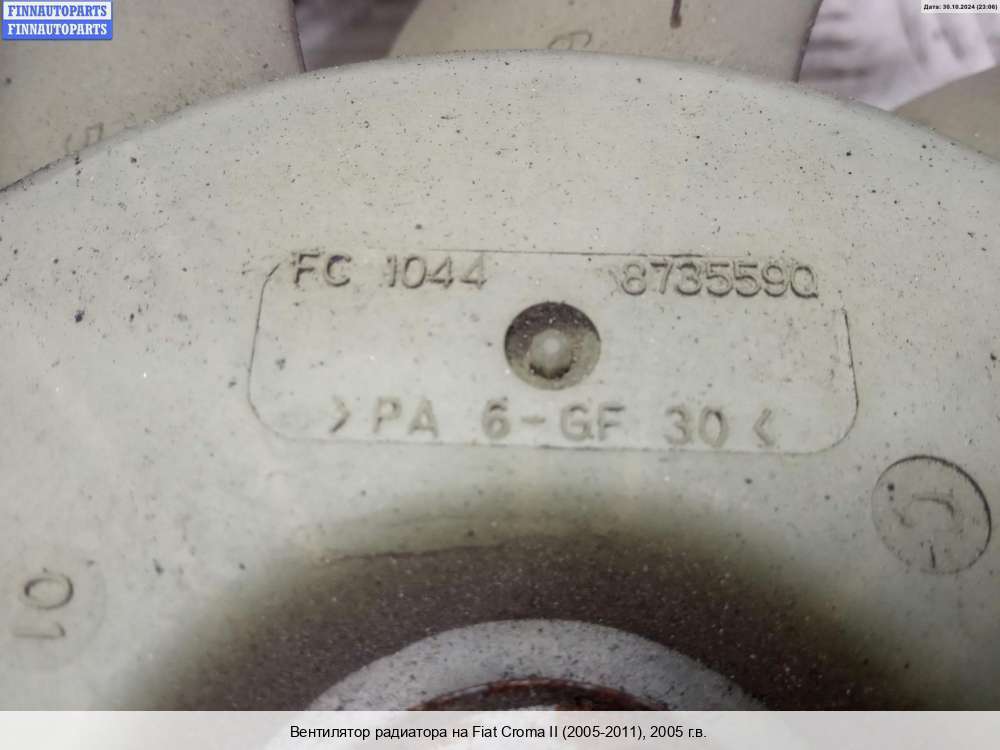 FINNAUTOPARTS
FINNAUTOPARTS
Дата: 30.10.2024 (23:06)
FC 1044 87355590
>PA 6-GF 30<
01
Вентилятор радиатора на Fiat Croma II (2005-2011), 2005 г.в.